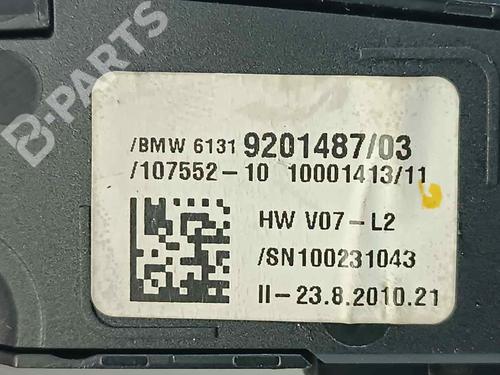 B-PARTS
/BMW 6131 9201487/03
/107552-10 10001413/11
HW V07-L2
/SN100231043
II-23.8.2010.21